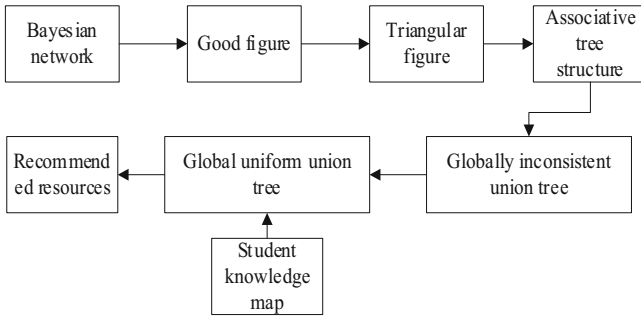 Bayesian
network
Good figure
Triangular
figure
Associative
tree
structure
Recommend
ed resources
Global uniform union
tree
Globally inconsistent
union tree
Student
knowledge
map